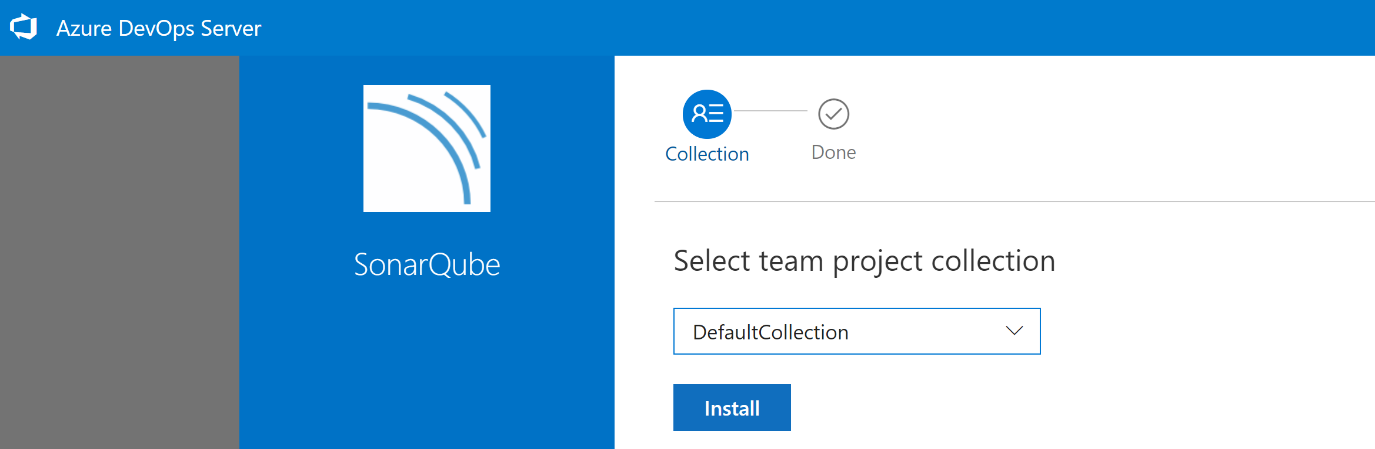 Azure DevOps Server
SonarQube
Collection
Done
Select team project collection
DefaultCollection
Install